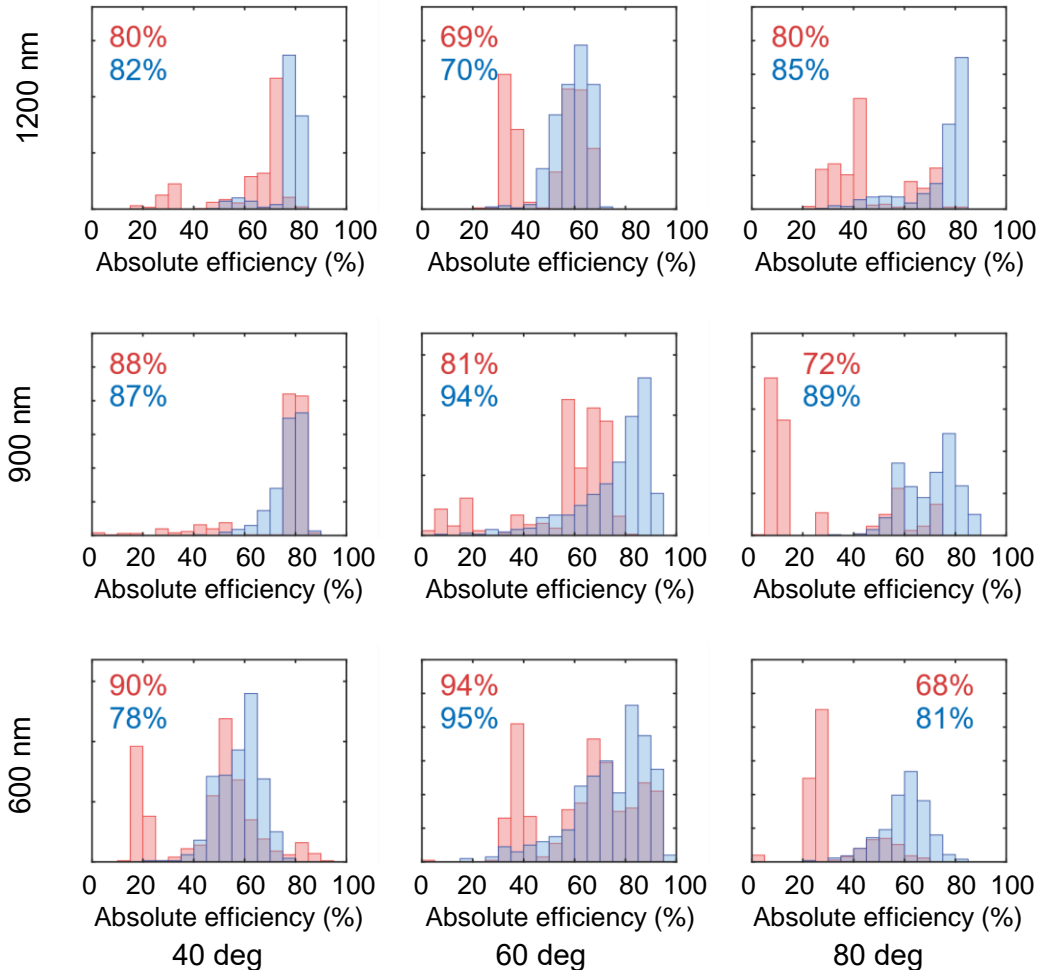 1200 nm
80%
82%
0 20 40 60 80 100
Absolute efficiency (%)
69%
70%
0 20 40 60 80 100
Absolute efficiency (%)
80%
85%
0 20 40 60 80 100
Absolute efficiency (%)
900 nm
88%
87%
0 20 40 60 80 100
Absolute efficiency (%)
81%
94%
0 20 40 60 80 100
Absolute efficiency (%)
72%
89%
0 20 40 60 80 100
Absolute efficiency (%)
600 nm
90%
78%
0 20 40 60 80 100
Absolute efficiency (%)
94%
95%
0 20 40 60 80 100
Absolute efficiency (%)
68%
81%
0 20 40 60 80 100
Absolute efficiency (%)
40 deg
60 deg
80 deg